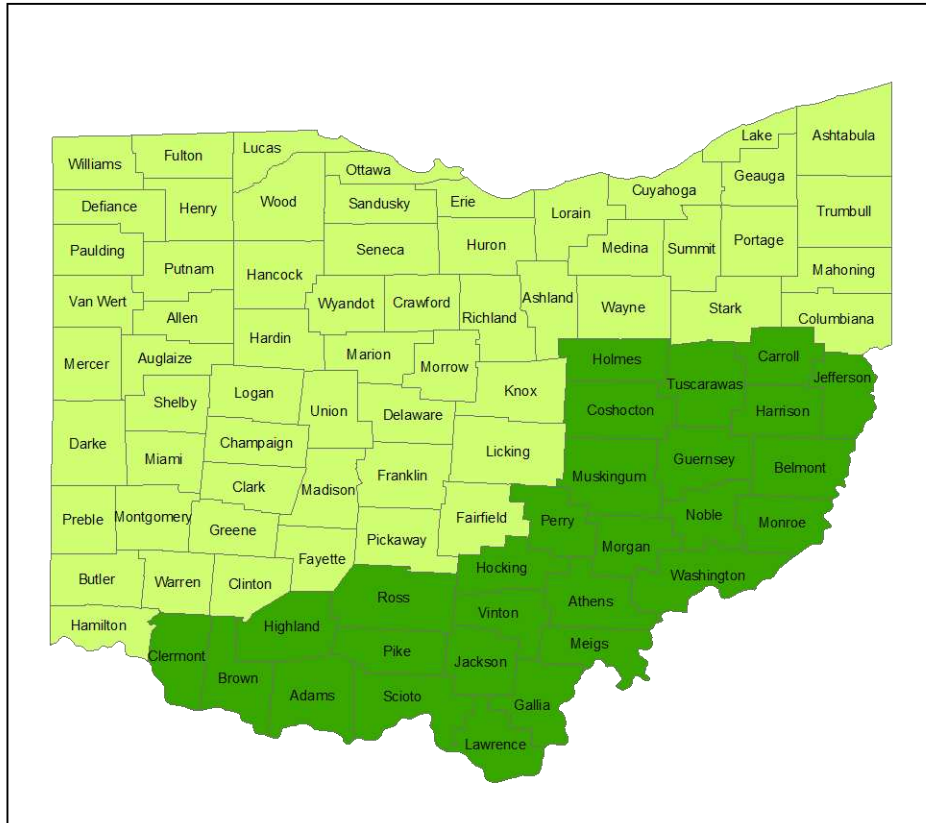 Lake
Ashtabula
Lucas
Fulton
Williams
Ottawa
Geauga
Cuyahoga
Wood
Sandusky
Erie
Defiance
Henry
Lorain
Trumbull
Paulding
Seneca
Huron
Medina
Summit
Portage
Putnam
Hancock
Mahoning
Van Wert
Wyandot
Crawford
Ashland
Wayne
Stark
Allen
Richland
Columbiana
Hardin
Marion
Auglaize
Mercer
Morrow
Holmes
Carroll
Jefferson
Tuscarawas
Knox
Logan
Shelby
Union
Delaware
Coshocton
Harrison
Darke
Champaign
Miami
Licking
Guernsey
Belmont
Franklin
Muskingum
Clark
Madison
Preble
Montgomery
Fairfield
Perry
Noble
Monroe
Greene
Pickaway
Morgan
Fayette
Hocking
Washington
Butler
Warren
Clinton
Ross
Athens
Vinton
Hamilton
Highland
Meigs
Pike
Clermont
Jackson
Brown
Adams
Scioto
Gallia
Lawrence